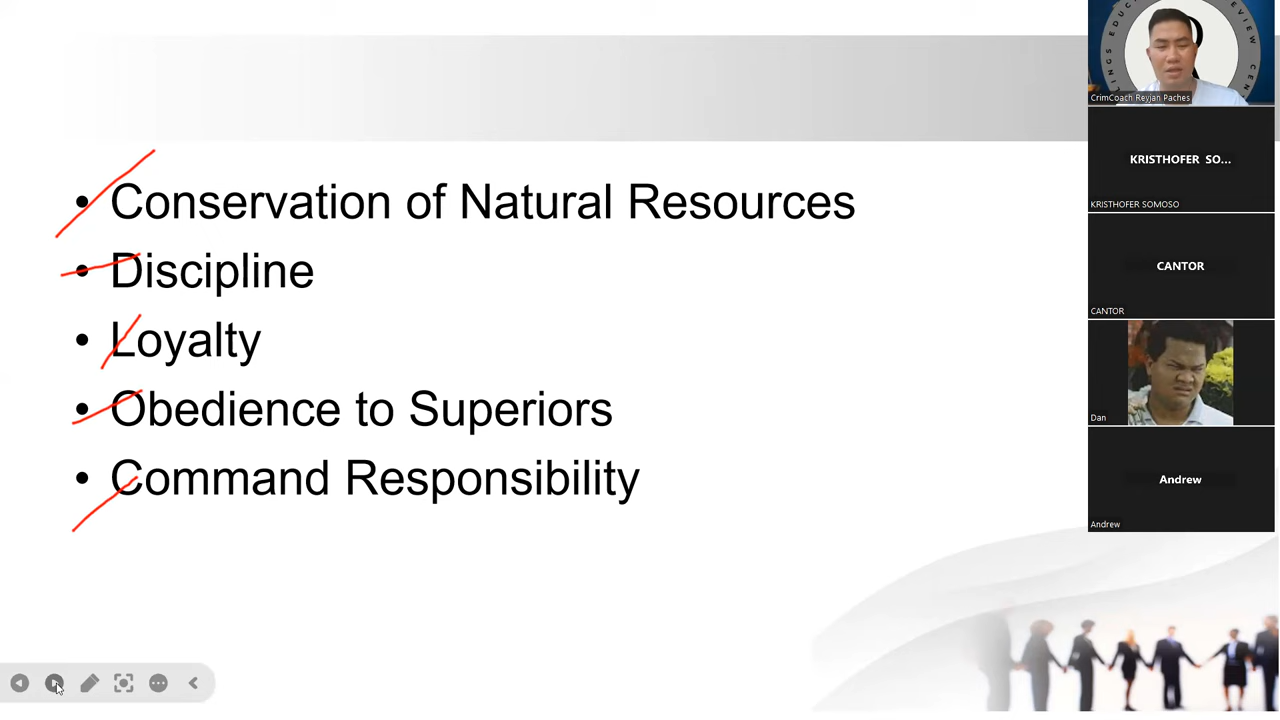 • Conservation of Natural Resources
• Discipline
• Loyalty
• Obedience to Superiors
• Command Responsibility
CrimCoach Reyjan Paches
KRISTHOFER SO...
KRISTHOFER SOMOSO
CANTOR
CANTOR
Dan
Andrew
Andrew